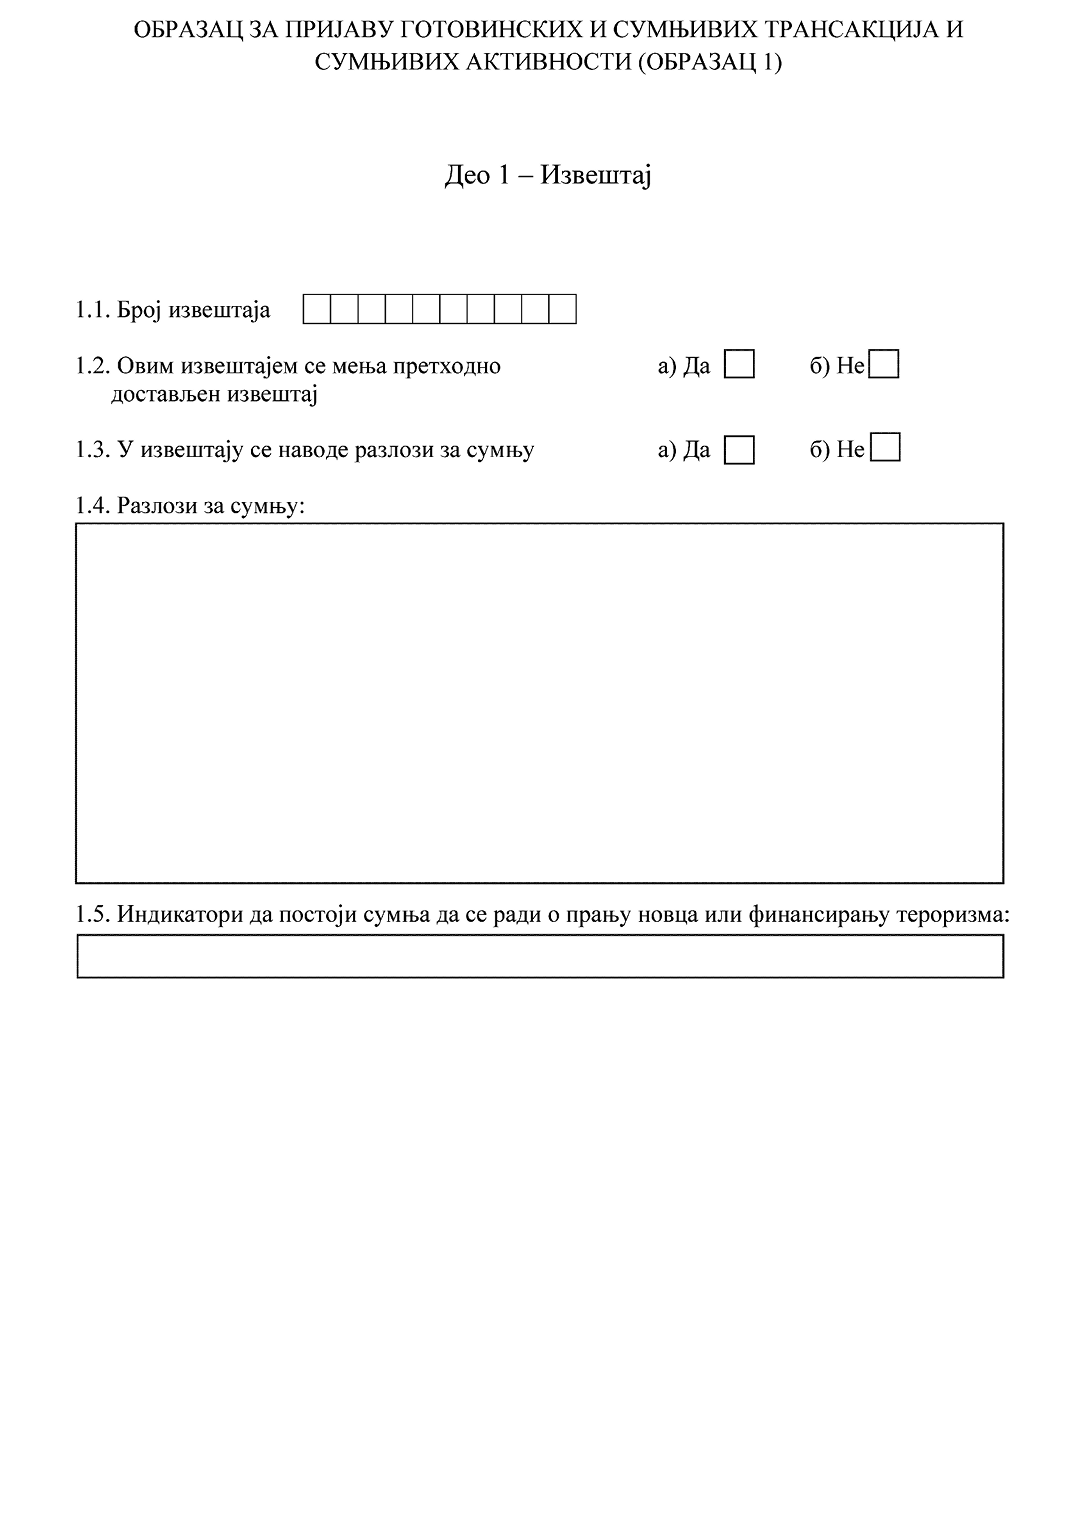 ОБРАЗАЦ ЗА ПРИЈАВУ ГОТОВИНСКИХ И СУМЊИВИХ ТРАНСАКЦИЈА И
СУМЊИВИХ АКТИВНОСТИ (ОБРАЗАЦ 1)
Део 1 – Извештај
1.1. Број извештаја
1.2. Овим извештајем се мења претходно а) Да б) Не
достављен извештај
1.3. У извештају се наводе разлози за сумњу а) Да б) Не
1.4. Разлози за сумњу:
1.5. Индикатори да постоји сумња да се ради о прању новца или финансирању тероризма: